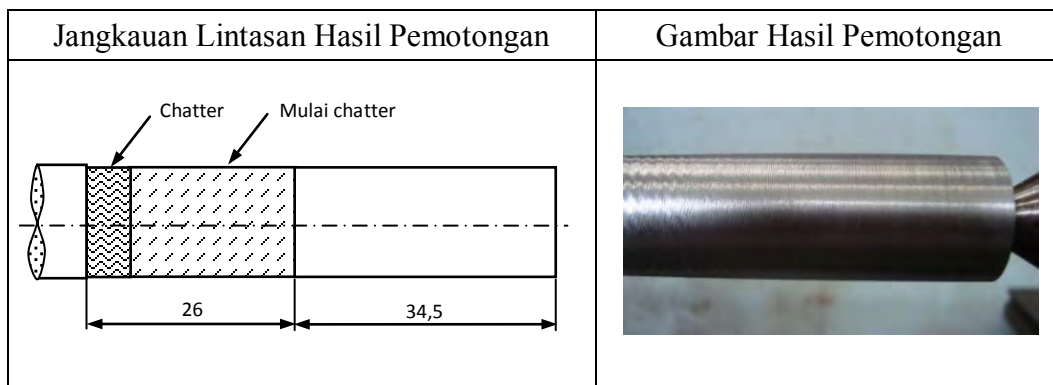 Jangkauan Lintasan Hasil Pemotongan
Gambar Hasil Pemotongan
Chatter
Mulai chatter
26
34,5